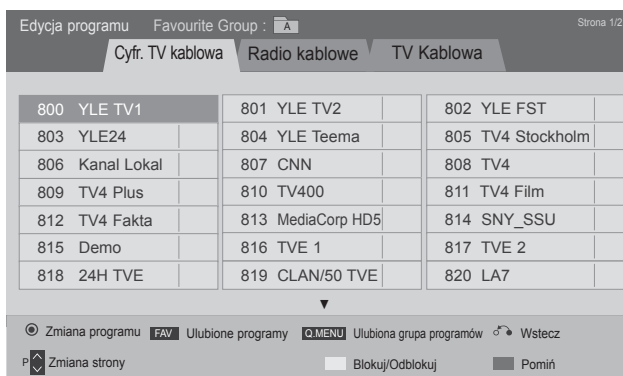 Edycja programu Favourite Group : A Strona 1/2
Cyfr. TV kablowa Radio kablowe TV Kablowa
800 YLE TV1 801 YLE TV2 802 YLE FST
803 YLE24 804 YLE Teema 805 TV4 Stockholm
806 Kanal Lokal 807 CNN 808 TV4
809 TV4 Plus 810 TV400 811 TV4 Film
812 TV4 Fakta 813 MediaCorp HD5 814 SNY_SSU
815 Demo 816 TVE 1 817 TVE 2
818 24H TVE 819 CLAN/50 TVE 820 LA7
Zmiana programu FAV Ulubione programy Q.MENU Ulubiona grupa programów Wstecz
P Zmiana strony Blokuj/Odblokuj Pomiń